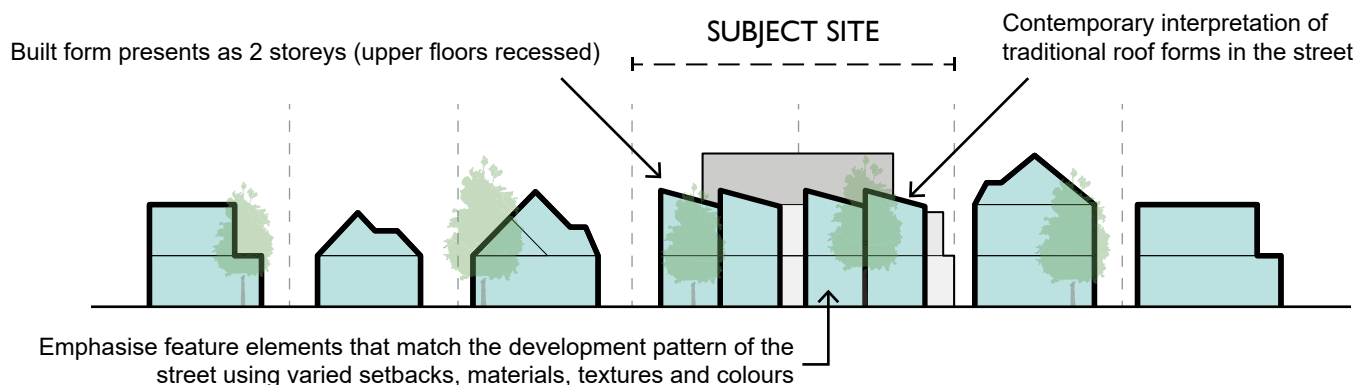 SUBJECT SITE
Built form presents as 2 storeys (upper floors recessed)
Contemporary interpretation of
traditional roof forms in the street
Emphasise feature elements that match the development pattern of the
street using varied setbacks, materials, textures and colours